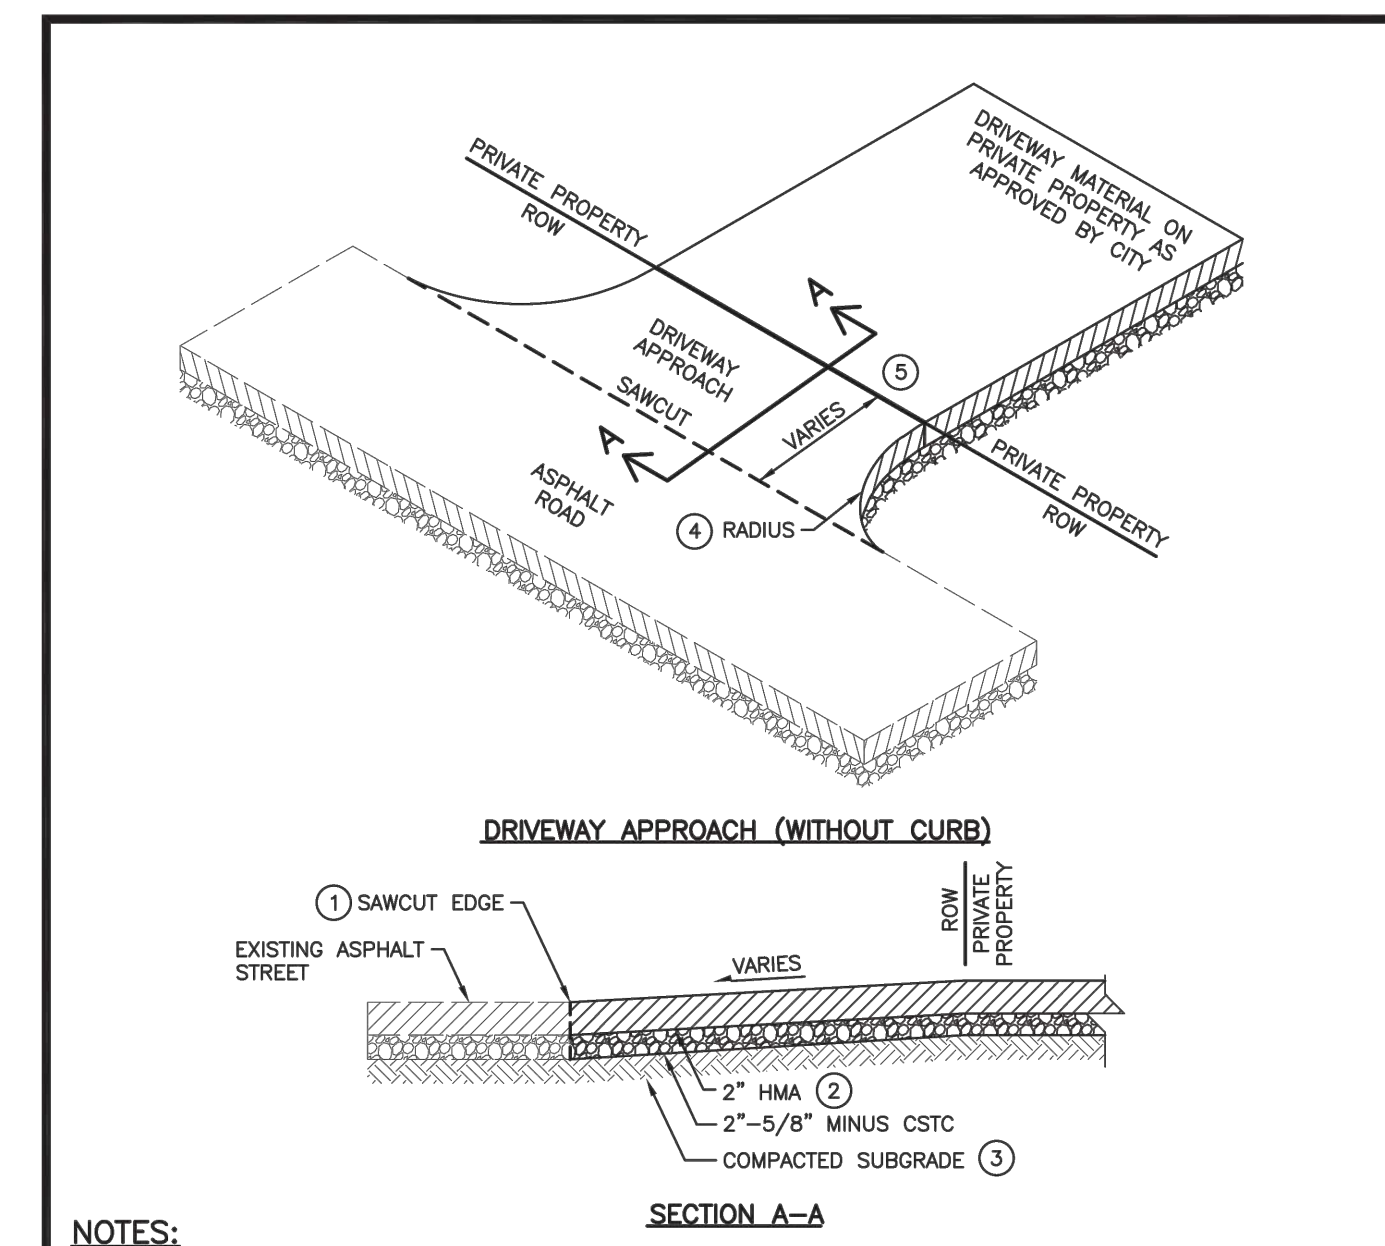 DRIVEWAY MATERIAL ON
PRIVATE PROPERTY AS
APPROVED BY CITY
PRIVATE PROPERTY
ROW
A
DRIVEWAY
APPROACH
5
SAWCUT
VARIES
A
ASPHALT
ROAD
4 RADIUS
PRIVATE PROPERTY
ROW
DRIVEWAY APPROACH (WITHOUT CURB)
1 SAWCUT EDGE
EXISTING ASPHALT
STREET
ROW
PRIVATE
PROPERTY
VARIES
2" HMA 2
2"-5/8" MINUS CSTC
COMPACTED SUBGRADE 3
SECTION A-A
NOTES: